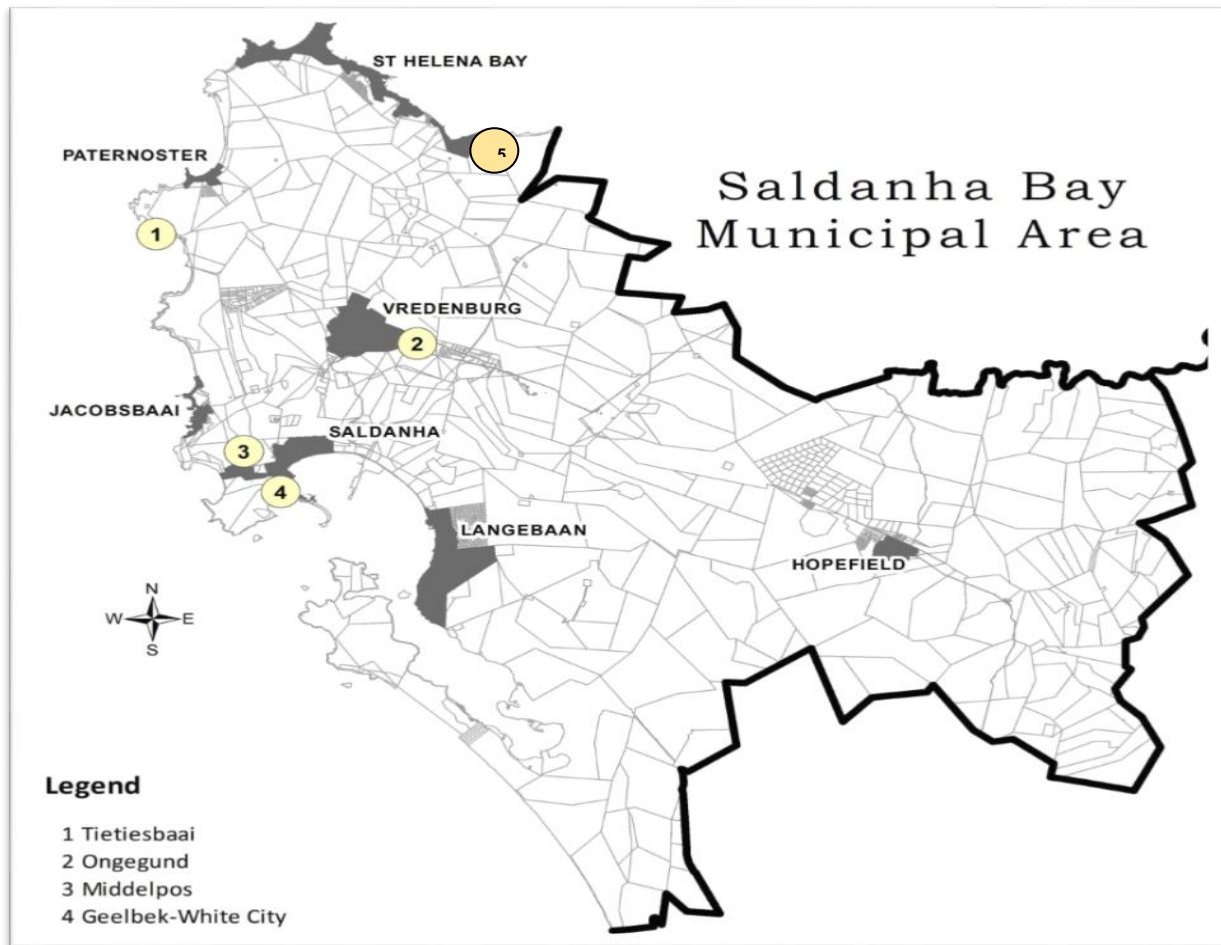 ST HELENA BAY
5
PATERNOSTER
Saldanha Bay
Municipal Area
1
VREDENBURG
2
JACOBSBAAI
SALDANHA
3
4
LANGEBAAN
HOPEFIELD
N
W E
S
Legend
1 Tietiesbaai
2 Ongegund
3 Middelpos
4 Geelbek-White City